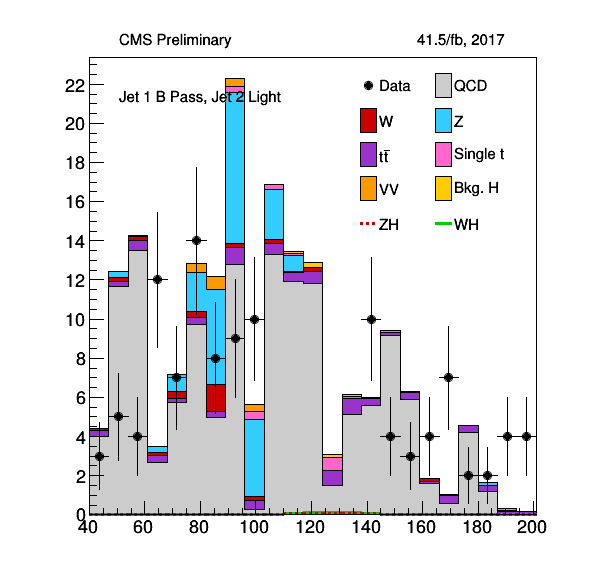 CMS Preliminary 41.5/fb, 2017
Jet 1 B Pass, Jet 2 Light
Data QCD
W Z
tt̅ Single t
VV Bkg. H
ZH WH
22
20
18
16
14
12
10
8
6
4
2
0
40 60 80 100 120 140 160 180 200